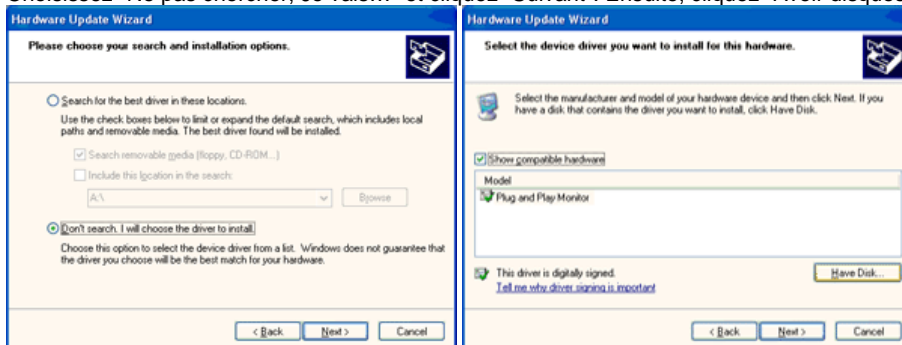 Hardware Update Wizard
Please choose your search and installation options.
Search for the best driver in these locations.
Use the check boxes below to limit or expand the default search, which includes local
paths and removable media. The best driver found will be installed.
Search removable media (floppy, CD-ROM...)
Include this location in the search:
A:\
Browse
Don't search. I will choose the driver to install.
Choose this option to select the device driver from a list. Windows does not guarantee that
the driver you choose will be the best match for your hardware.
< Back
Next >
Cancel
Hardware Update Wizard
Select the device driver you want to install for this hardware.
Select the manufacturer and model of your hardware device and then click Next. If you
have a disk that contains the driver you want to install, click Have Disk.
Show compatible hardware
Model
Plug and Play Monitor
This driver is digitally signed.
Tell me why driver signing is important
Have Disk...
< Back
Next >
Cancel